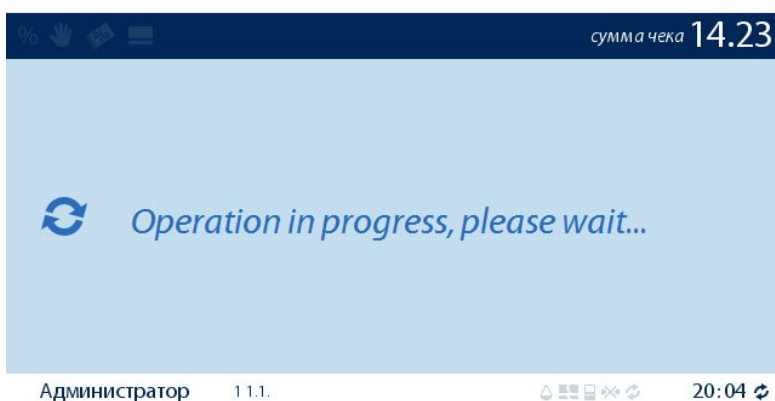 % % сумма чека 14.23
Operation in progress, please wait...
Администратор 1 1.1. 20:04